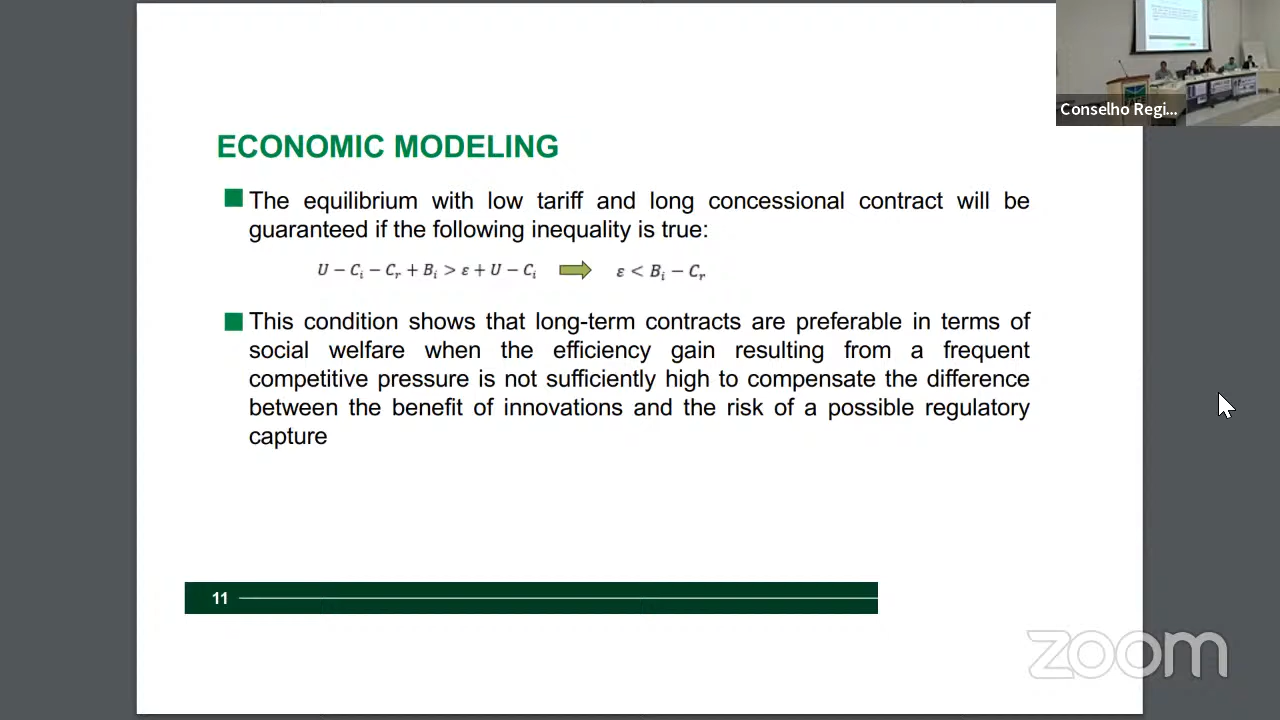 Conselho Regi...
ECONOMIC MODELING
The equilibrium with low tariff and long concessional contract will be
guaranteed if the following inequality is true:
U − Cᵢ − Cᵣ + Bᵢ > ε + U − Cᵢ ε < Bᵢ − Cᵣ
This condition shows that long-term contracts are preferable in terms of
social welfare when the efficiency gain resulting from a frequent
competitive pressure is not sufficiently high to compensate the difference
between the benefit of innovations and the risk of a possible regulatory
capture
11
zoom